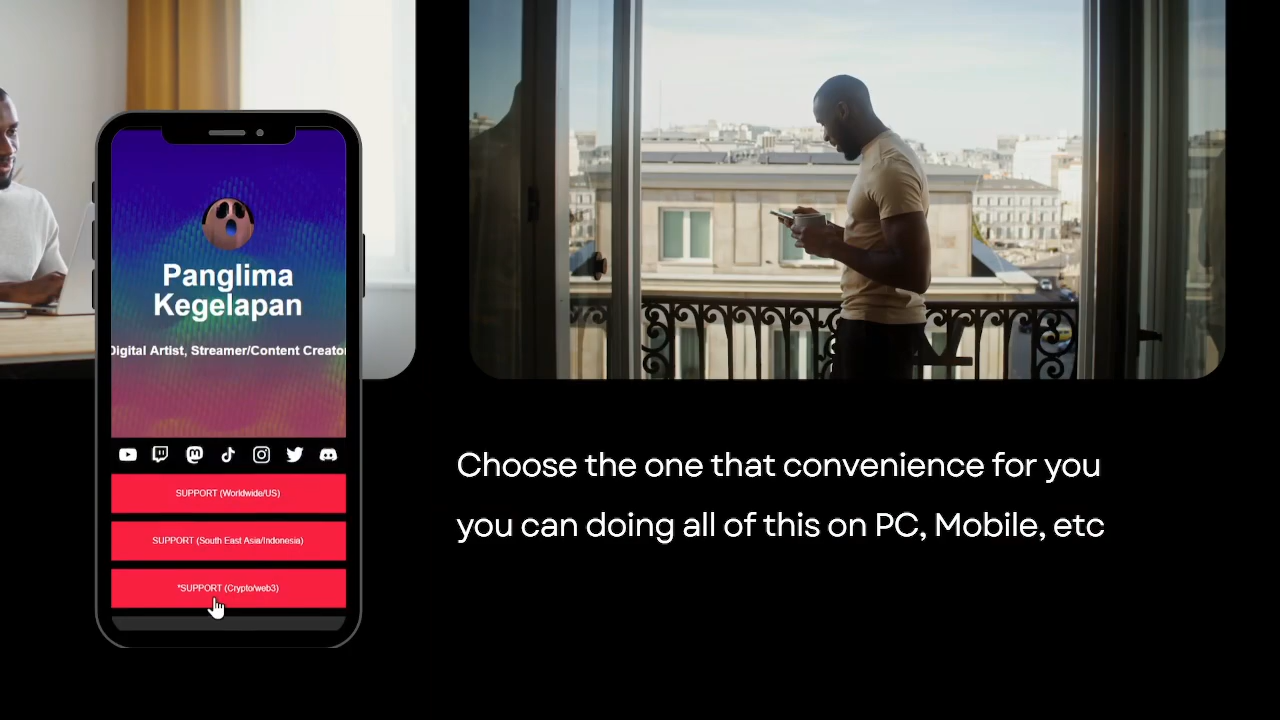 Panglima
Kegelapan
Digital Artist, Streamer/Content Creator
SUPPORT (Worldwide/US)
SUPPORT (South East Asia/Indonesia)
*SUPPORT (Crypto/web3)
Choose the one that convenience for you
you can doing all of this on PC, Mobile, etc